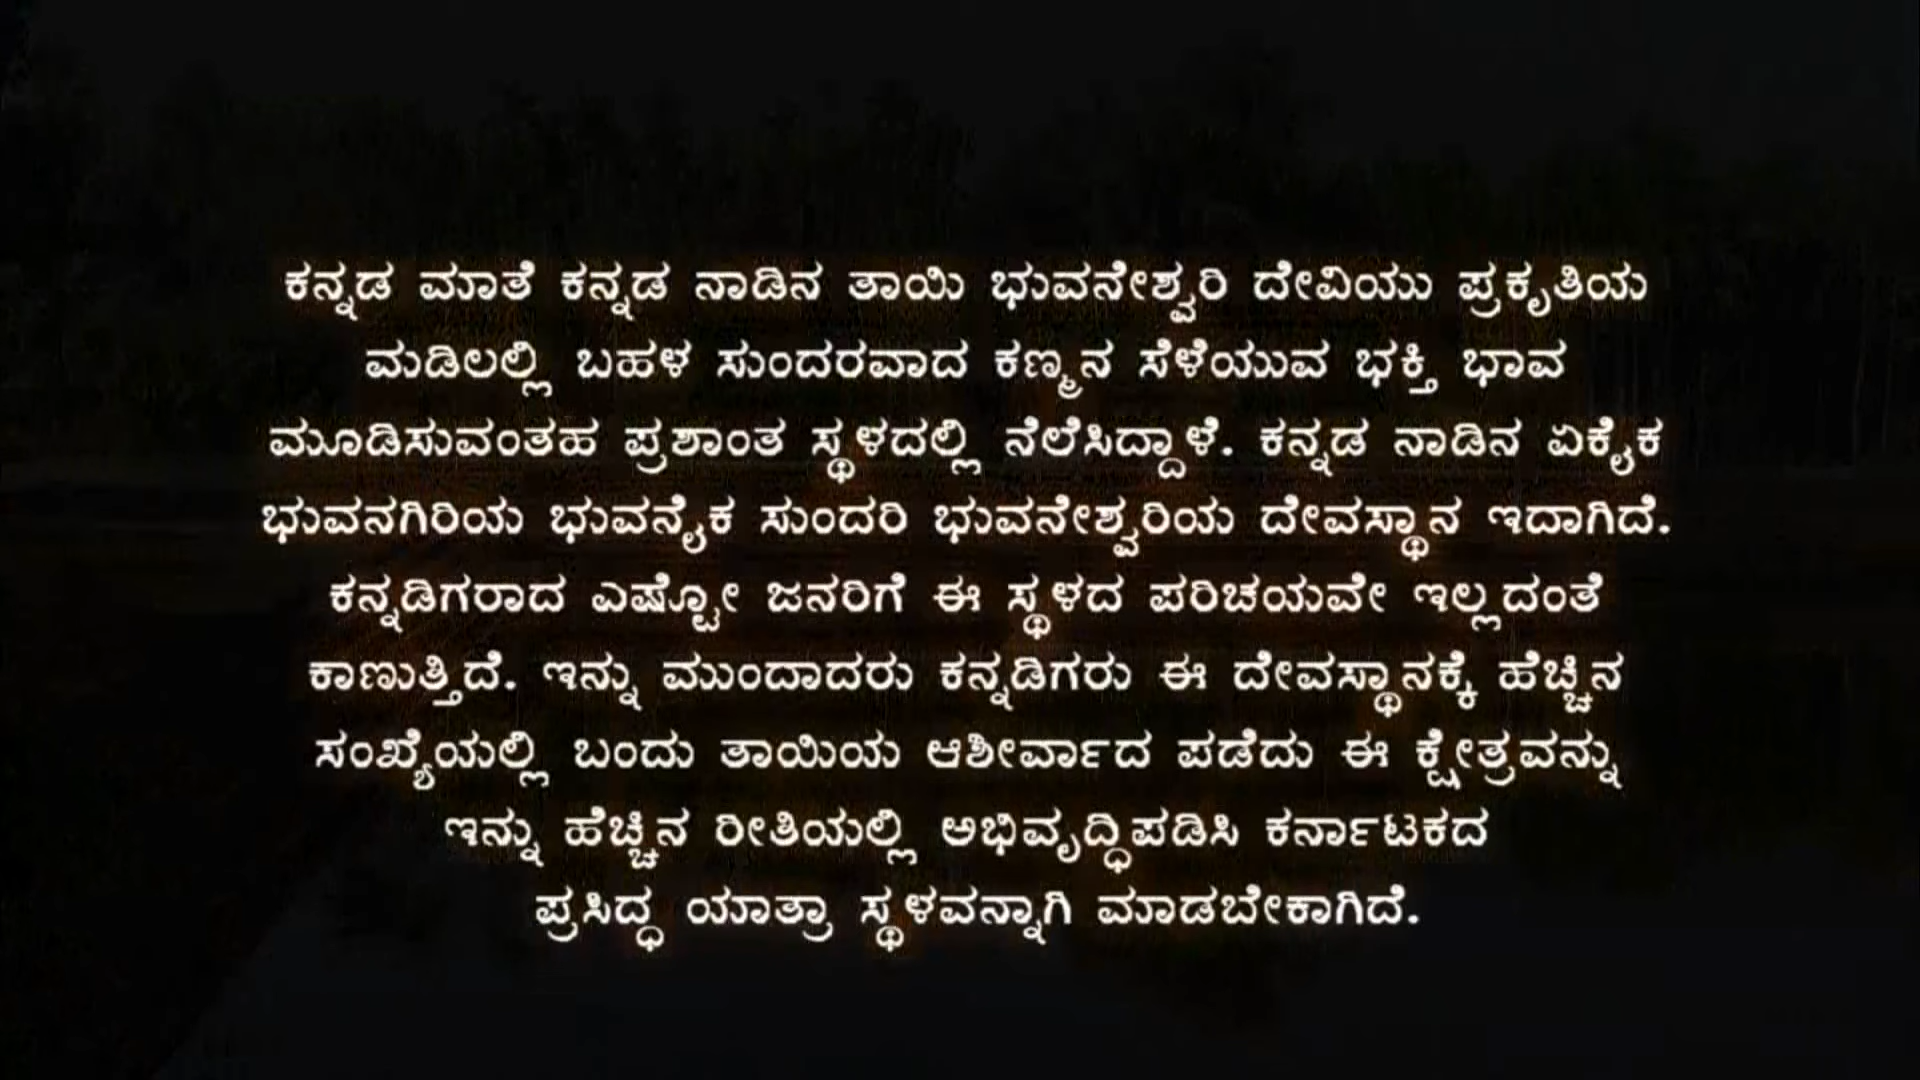 ಕನ್ನಡ ಮಾತೆ ಕನ್ನಡ ನಾಡಿನ ತಾಯಿ ಭುವನೇಶ್ವರಿ ದೇವಿಯು ಪ್ರಕೃತಿಯ
ಮಡಿಲಲ್ಲಿ ಬಹಳ ಸುಂದರವಾದ ಕಣ್ಮನ ಸೆಳೆಯುವ ಭಕ್ತಿ ಭಾವ
ಮೂಡಿಸುವಂತಹ ಪ್ರಶಾಂತ ಸ್ಥಳದಲ್ಲಿ ನೆಲೆಸಿದ್ದಾಳೆ. ಕನ್ನಡ ನಾಡಿನ ಏಕೈಕ
ಭುವನಗಿರಿಯ ಭುವನೈಕ ಸುಂದರಿ ಭುವನೇಶ್ವರಿಯ ದೇವಸ್ಥಾನ ಇದಾಗಿದೆ.
ಕನ್ನಡಿಗರಾದ ಎಷ್ಟೋ ಜನರಿಗೆ ಈ ಸ್ಥಳದ ಪರಿಚಯವೇ ಇಲ್ಲದಂತೆ
ಕಾಣುತ್ತಿದೆ. ಇನ್ನು ಮುಂದಾದರು ಕನ್ನಡಿಗರು ಈ ದೇವಸ್ಥಾನಕ್ಕೆ ಹೆಚ್ಚಿನ
ಸಂಖ್ಯೆಯಲ್ಲಿ ಬಂದು ತಾಯಿಯ ಆಶೀರ್ವಾದ ಪಡೆದು ಈ ಕ್ಷೇತ್ರವನ್ನು
ಇನ್ನು ಹೆಚ್ಚಿನ ರೀತಿಯಲ್ಲಿ ಅಭಿವೃದ್ಧಿಪಡಿಸಿ ಕರ್ನಾಟಕದ
ಪ್ರಸಿದ್ಧ ಯಾತ್ರಾ ಸ್ಥಳವನ್ನಾಗಿ ಮಾಡಬೇಕಾಗಿದೆ.